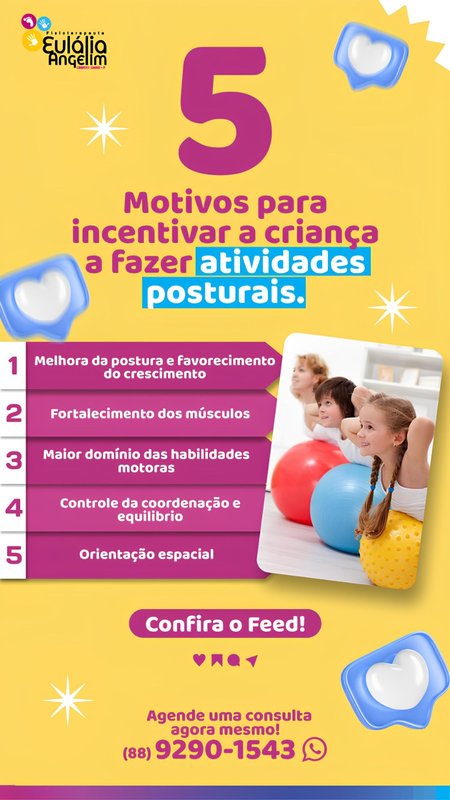 Fisioterapeuta
Eulália
Angelim
5
Motivos para
incentivar a criança
a fazer atividades
posturais.
1 Melhora da postura e favorecimento
do crescimento
2 Fortalecimento dos músculos
3 Maior domínio das habilidades
motoras
4 Controle da coordenação e
equilibrio
5 Orientação espacial
Confira o Feed!
Agende uma consulta
agora mesmo!
(88) 9290-1543